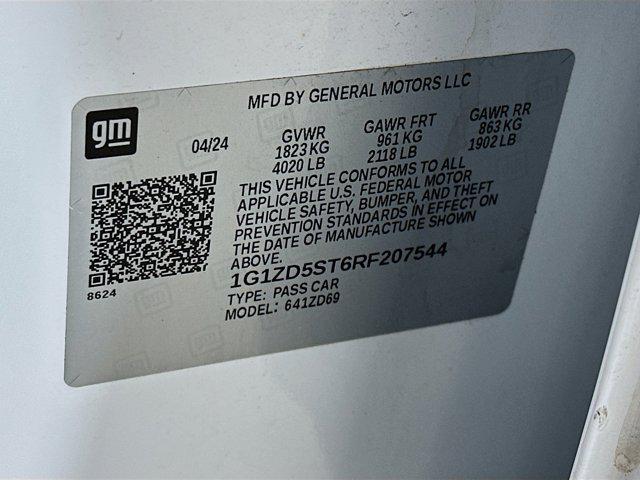 MFD BY GENERAL MOTORS LLC
gm
04/24
GVWR
1823 KG
4020 LB
GAWR FRT
961 KG
2118 LB
GAWR RR
863 KG
1902 LB
THIS VEHICLE CONFORMS TO ALL
APPLICABLE U.S. FEDERAL MOTOR
VEHICLE SAFETY, BUMPER, AND THEFT
PREVENTION STANDARDS IN EFFECT ON
THE DATE OF MANUFACTURE SHOWN
ABOVE.
1G1ZD5ST6RF207544
TYPE: PASS CAR
MODEL: 641ZD69
8624